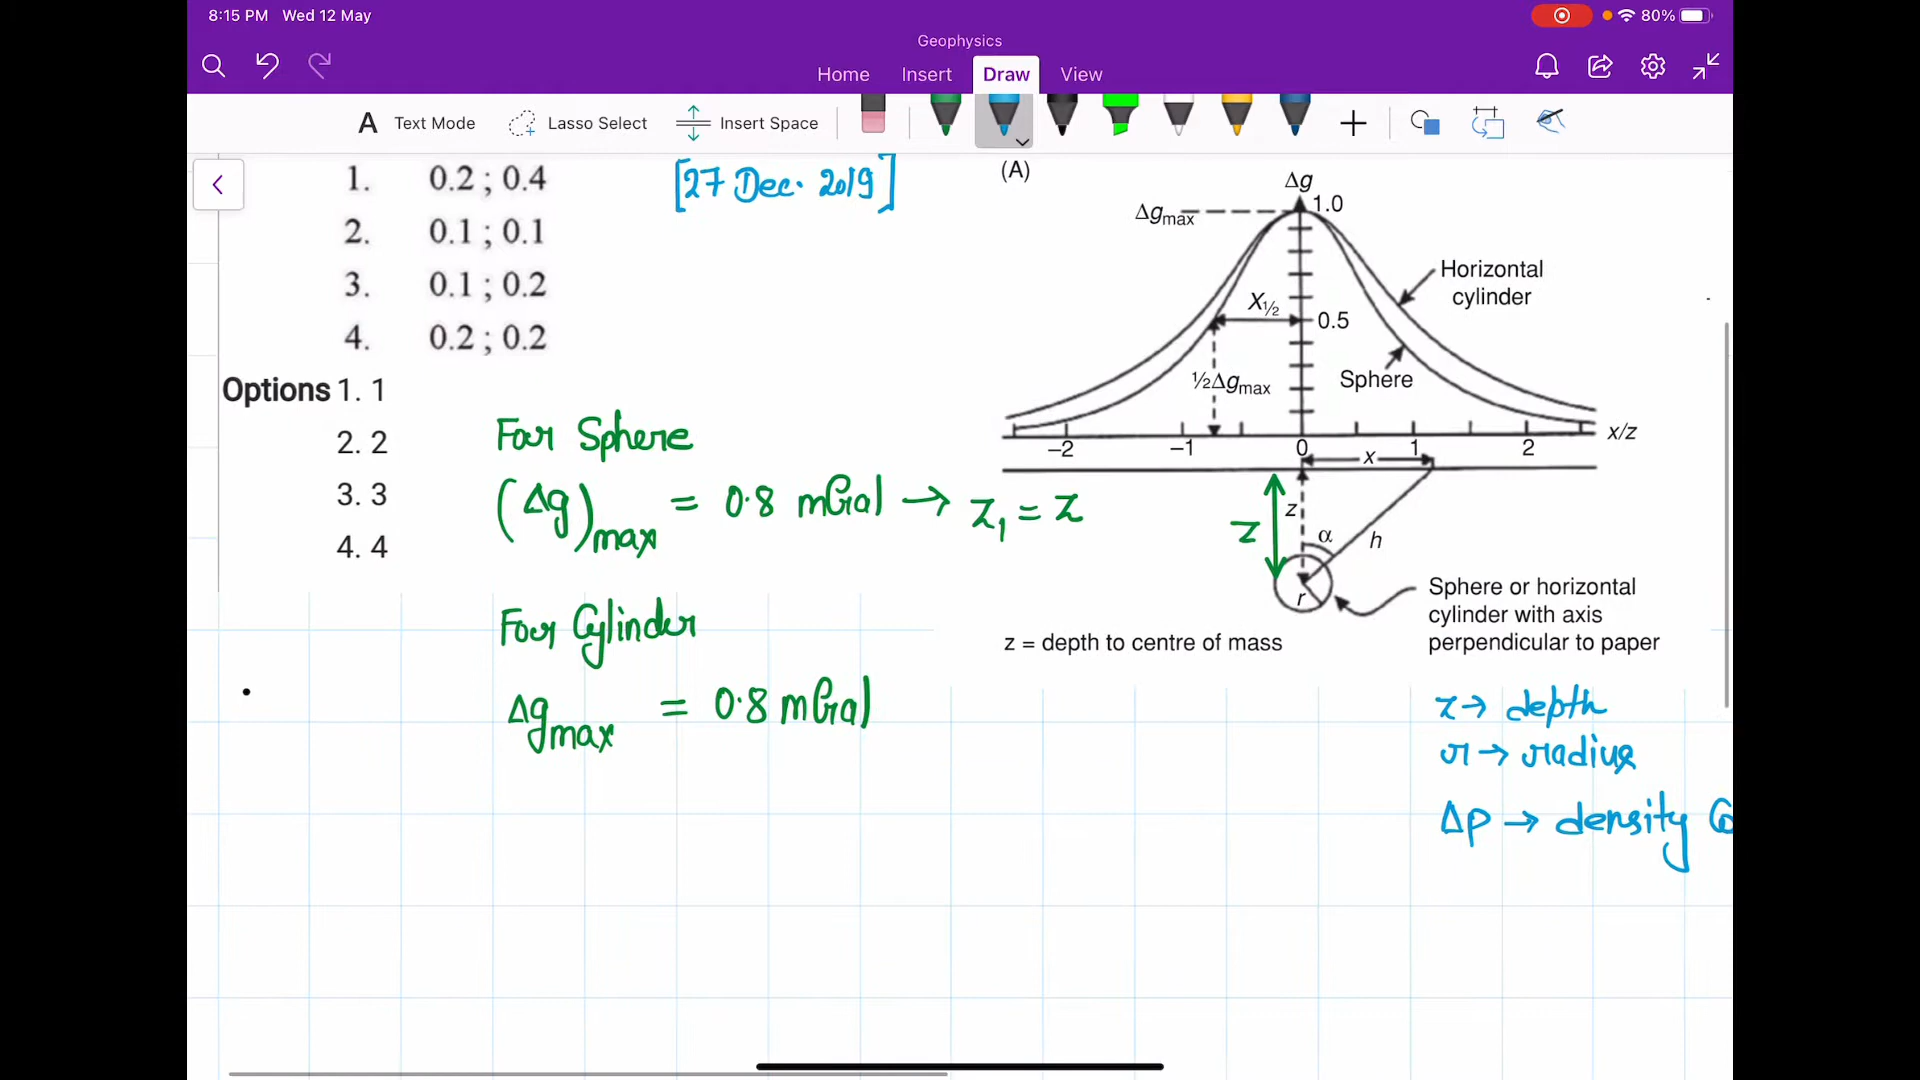 8:15 PM Wed 12 May
80%
Geophysics
Home Insert Draw View
A Text Mode Lasso Select Insert Space
1. 0.2 ; 0.4
2. 0.1 ; 0.1
3. 0.1 ; 0.2
4. 0.2 ; 0.2
[27 Dec. 2019]
Options 1. 1
2. 2
3. 3
4. 4
For Sphere
(Δg)max = 0.8 mGal → z₁ = z
For Cylinder
Δgmax = 0.8 mGal
(A)
Δg
Δgmax
1.0
Horizontal
cylinder
X½
0.5
½Δgmax
Sphere
−2 −1 0 1 2
x/z
x
z
z
α
h
r
Sphere or horizontal
cylinder with axis
perpendicular to paper
z = depth to centre of mass
z → depth
r → radius
Δρ → density